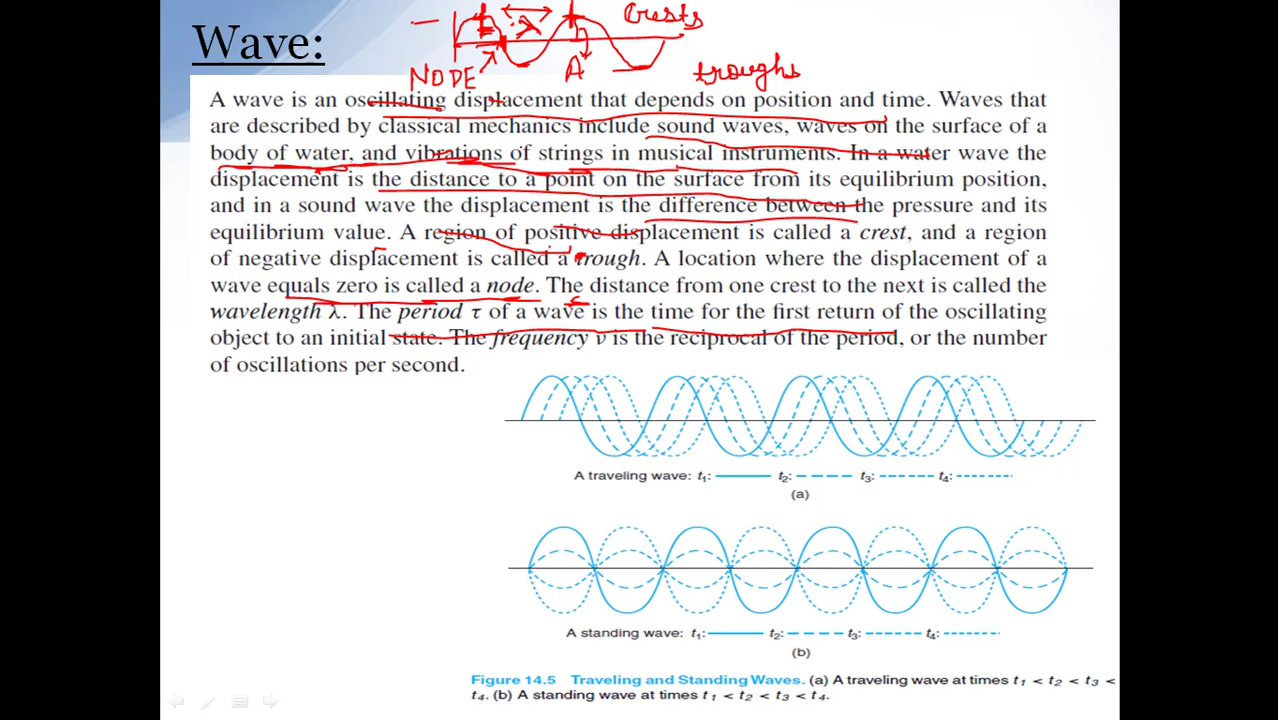 Wave:
λ
Crests
NODE
A
troughs
A wave is an oscillating displacement that depends on position and time. Waves that
are described by classical mechanics include sound waves, waves on the surface of a
body of water, and vibrations of strings in musical instruments. In a water wave the
displacement is the distance to a point on the surface from its equilibrium position,
and in a sound wave the displacement is the difference between the pressure and its
equilibrium value. A region of positive displacement is called a crest, and a region
of negative displacement is called a trough. A location where the displacement of a
wave equals zero is called a node. The distance from one crest to the next is called the
wavelength λ. The period τ of a wave is the time for the first return of the oscillating
object to an initial state. The frequency ν is the reciprocal of the period, or the number
of oscillations per second.
A traveling wave: t1: t2: t3: t4:
(a)
A standing wave: t1: t2: t3: t4:
(b)
Figure 14.5 Traveling and Standing Waves. (a) A traveling wave at times t1 < t2 < t3 <
t4. (b) A standing wave at times t1 < t2 < t3 < t4.